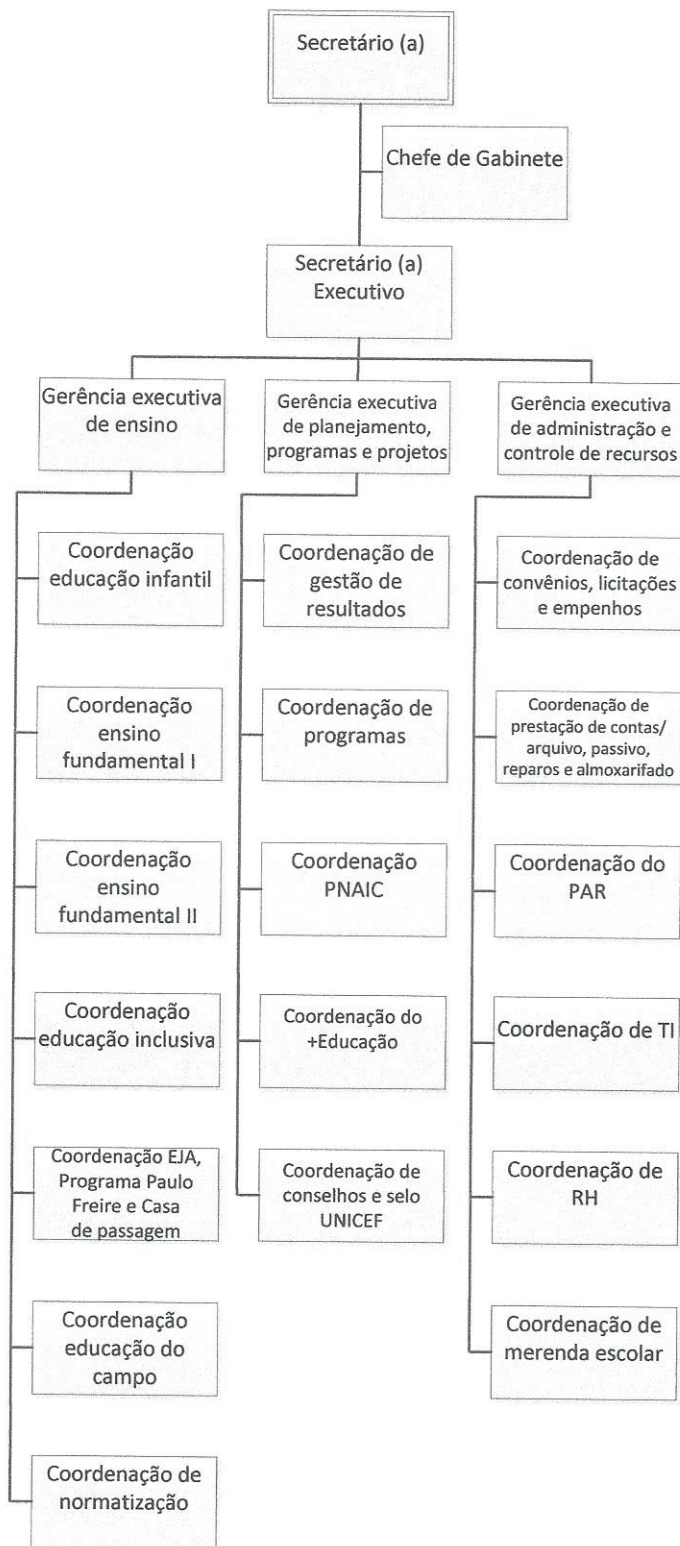 Secretário (a)
Chefe de Gabinete
Secretário (a)
Executivo
Gerência executiva
de ensino
Gerência executiva
de planejamento,
programas e projetos
Gerência executiva
de administração e
controle de recursos
Coordenação
educação infantil
Coordenação
ensino
fundamental I
Coordenação
ensino
fundamental II
Coordenação
educação inclusiva
Coordenação EJA,
Programa Paulo
Freire e Casa
de passagem
Coordenação
educação do
campo
Coordenação de
normatização
Coordenação de
gestão de
resultados
Coordenação de
programas
Coordenação
PNAIC
Coordenação do
+Educação
Coordenação de
conselhos e selo
UNICEF
Coordenação de
convênios, licitações
e empenhos
Coordenação de
prestação de contas/
arquivo, passivo,
reparos e almoxarifado
Coordenação do
PAR
Coordenação de TI
Coordenação de
RH
Coordenação de
merenda escolar